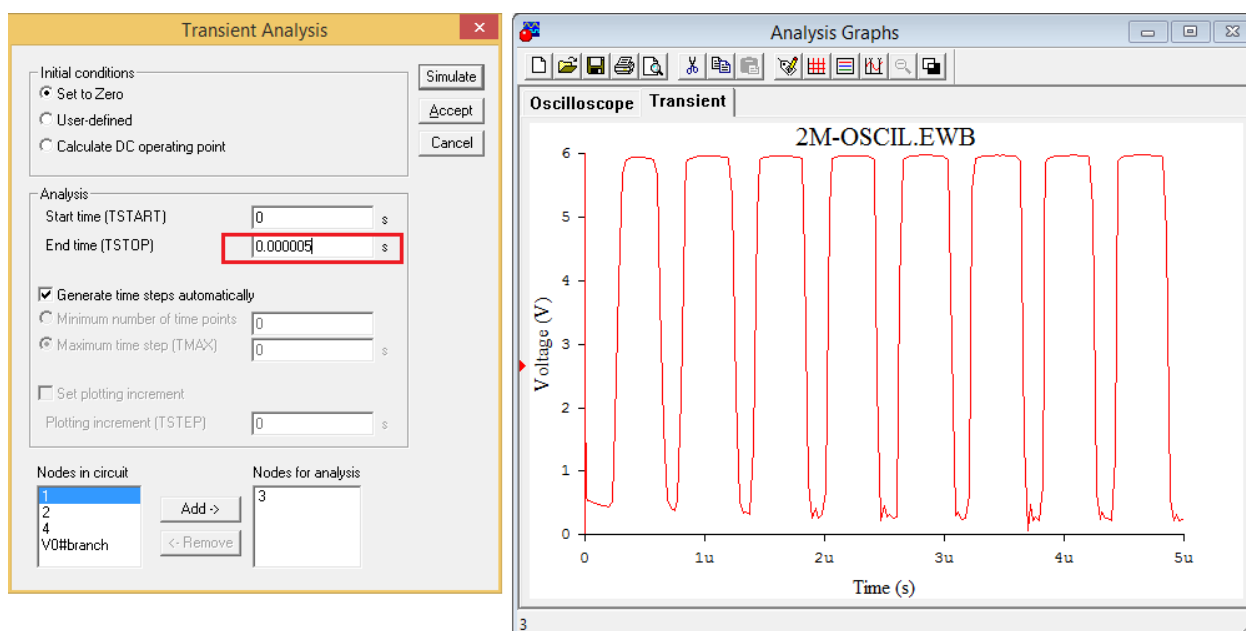 Transient Analysis
Initial conditions
Set to Zero
User-defined
Calculate DC operating point
Simulate
Accept
Cancel
Analysis
Start time (TSTART) 0 s
End time (TSTOP) 0.000005 s
Generate time steps automatically
Minimum number of time points 0
Maximum time step (TMAX) 0 s
Set plotting increment
Plotting increment (TSTEP) 0 s
Nodes in circuit
1
2
4
V0#branch
Add ->
<- Remove
Nodes for analysis
3
Analysis Graphs
Oscilloscope Transient
2M-OSCIL.EWB
Voltage (V)
6
5
4
3
2
1
0
0 1u 2u 3u 4u 5u
Time (s)
3